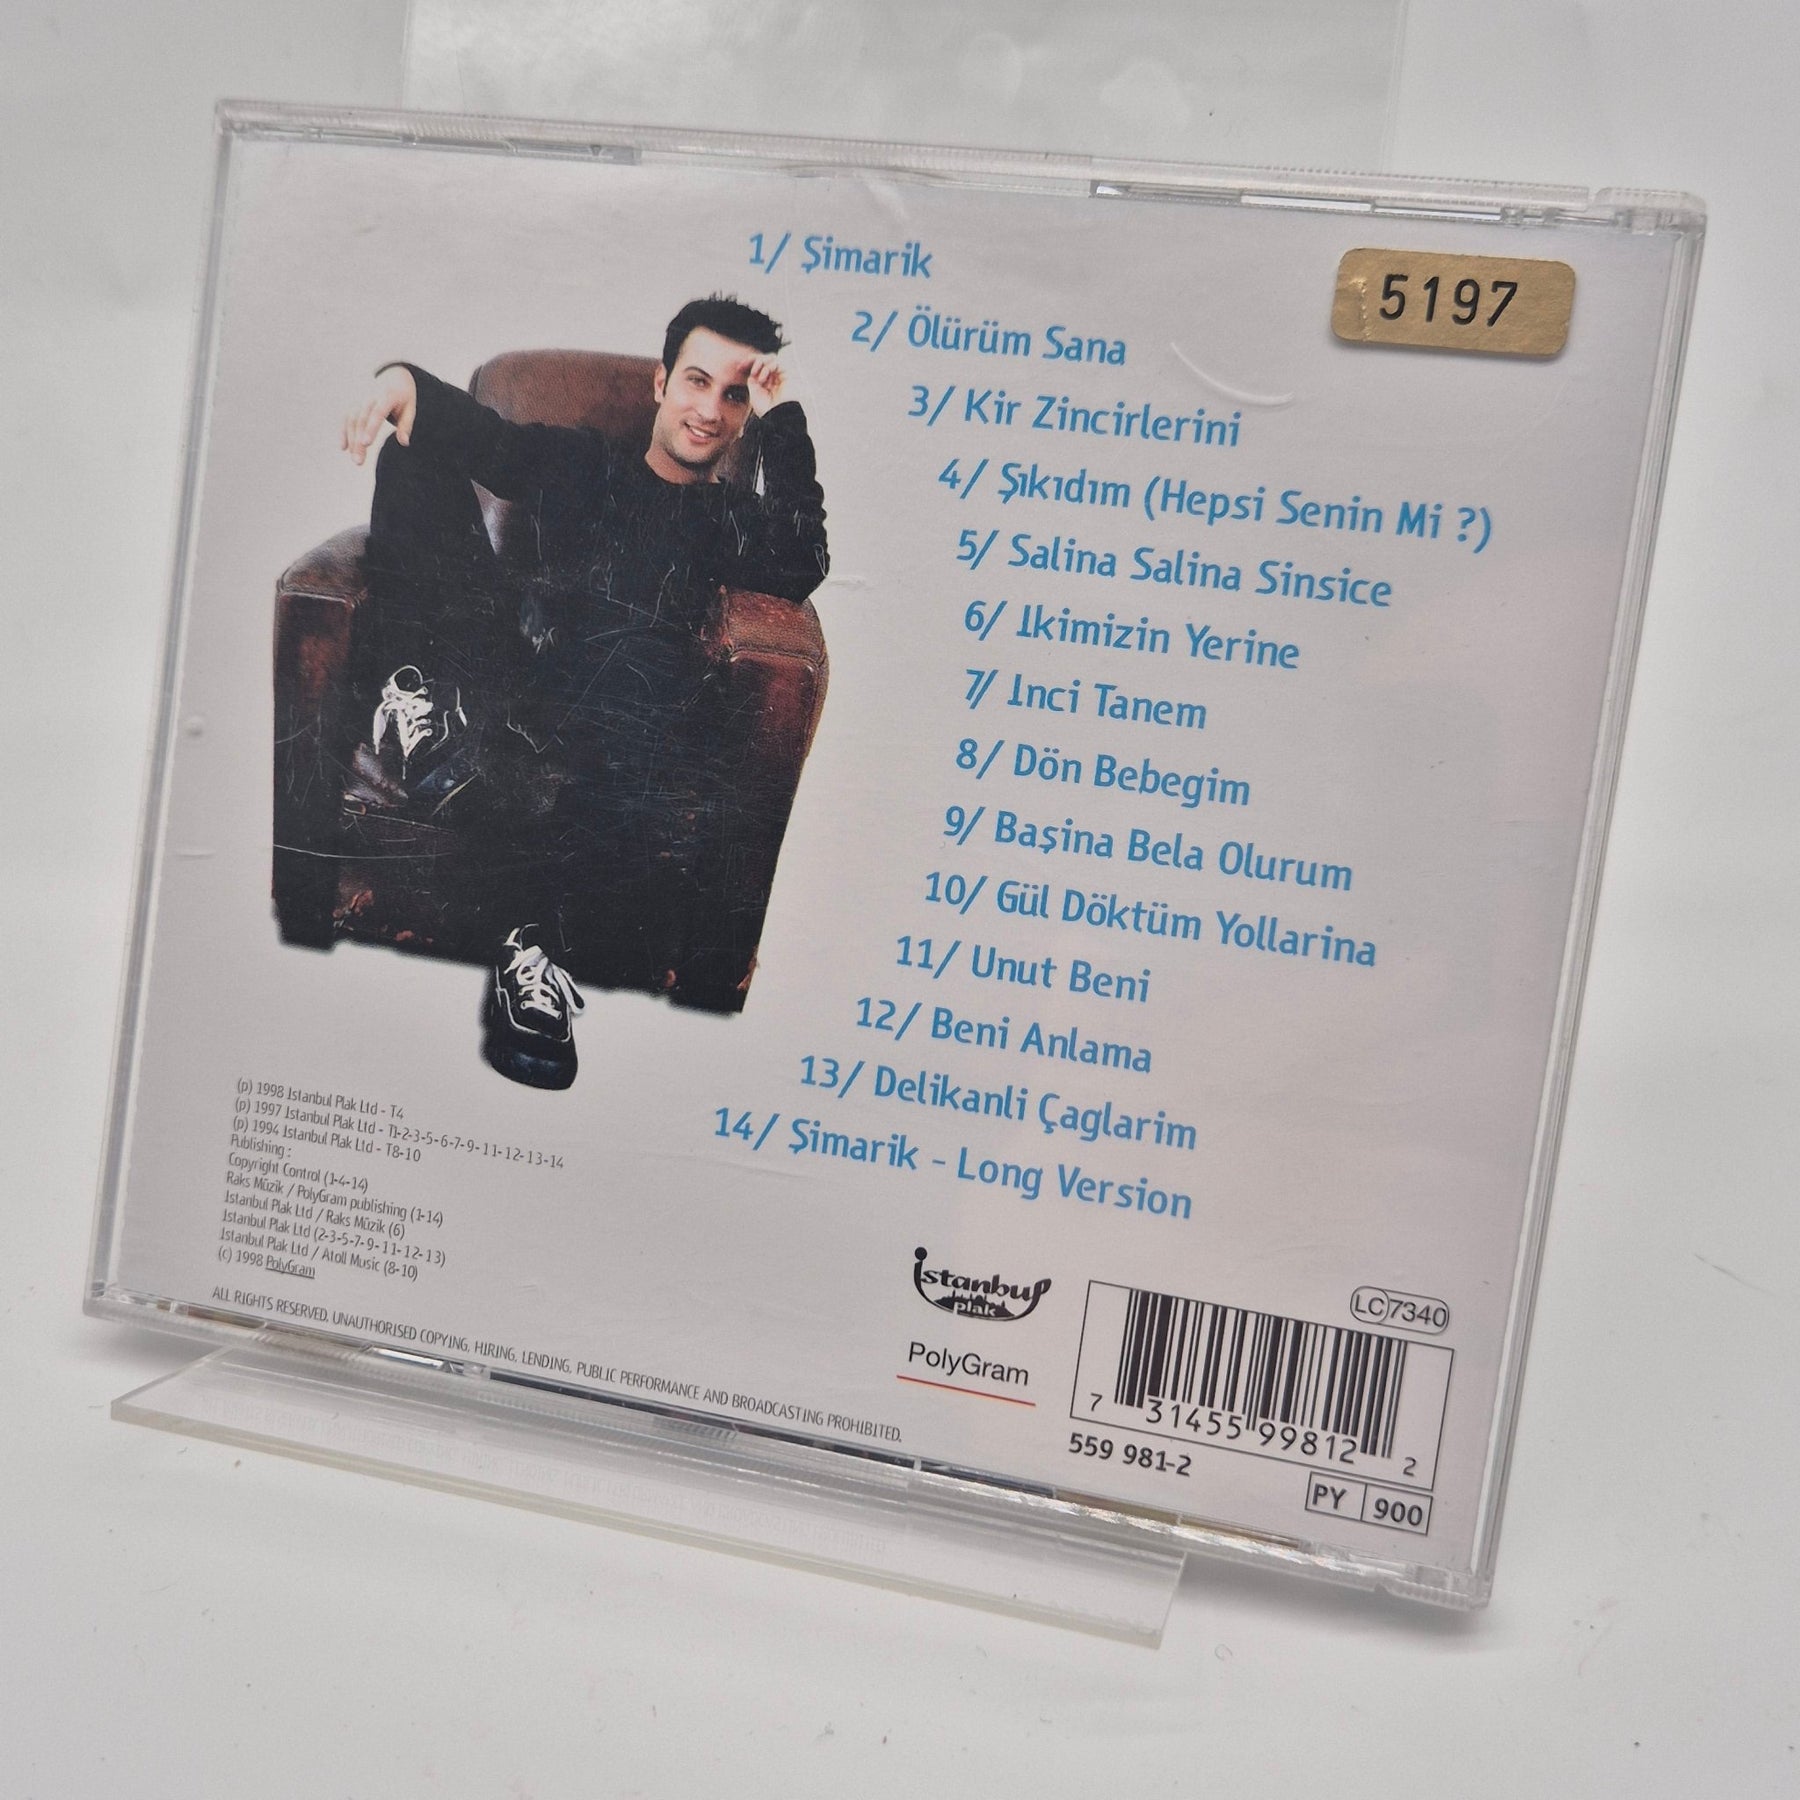 1/ Şimarik
2/ Ölürüm Sana
3/ Kir Zincirlerini
4/ Şıkıdım (Hepsi Senin Mi ?)
5/ Salina Salina Sinsice
6/ Ikimizin Yerine
7/ Inci Tanem
8/ Dön Bebegim
9/ Başina Bela Olurum
10/ Gül Döktüm Yollarina
11/ Unut Beni
12/ Beni Anlama
13/ Delikanli Çaglarim
14/ Şimarik - Long Version
5197
(p) 1998 Istanbul Plak Ltd - T4
(p) 1997 Istanbul Plak Ltd - T1-2-3-5-6-7-9-11-12-13-14
(p) 1994 Istanbul Plak Ltd - T8-10
Publishing :
Copyright Control (1-4-14)
Raks Müzik / PolyGram publishing (1-14)
Istanbul Plak Ltd / Raks Müzik (6)
Istanbul Plak Ltd (2-3-5-7-9-11-12-13)
Istanbul Plak Ltd / Atoll Music (8-10)
(c) 1998 PolyGram
ALL RIGHTS RESERVED. UNAUTHORISED COPYING, HIRING, LENDING, PUBLIC PERFORMANCE AND BROADCASTING PROHIBITED.
istanbul
plak
PolyGram
LC 7340
7 31455 99812 2
559 981-2
PY 900